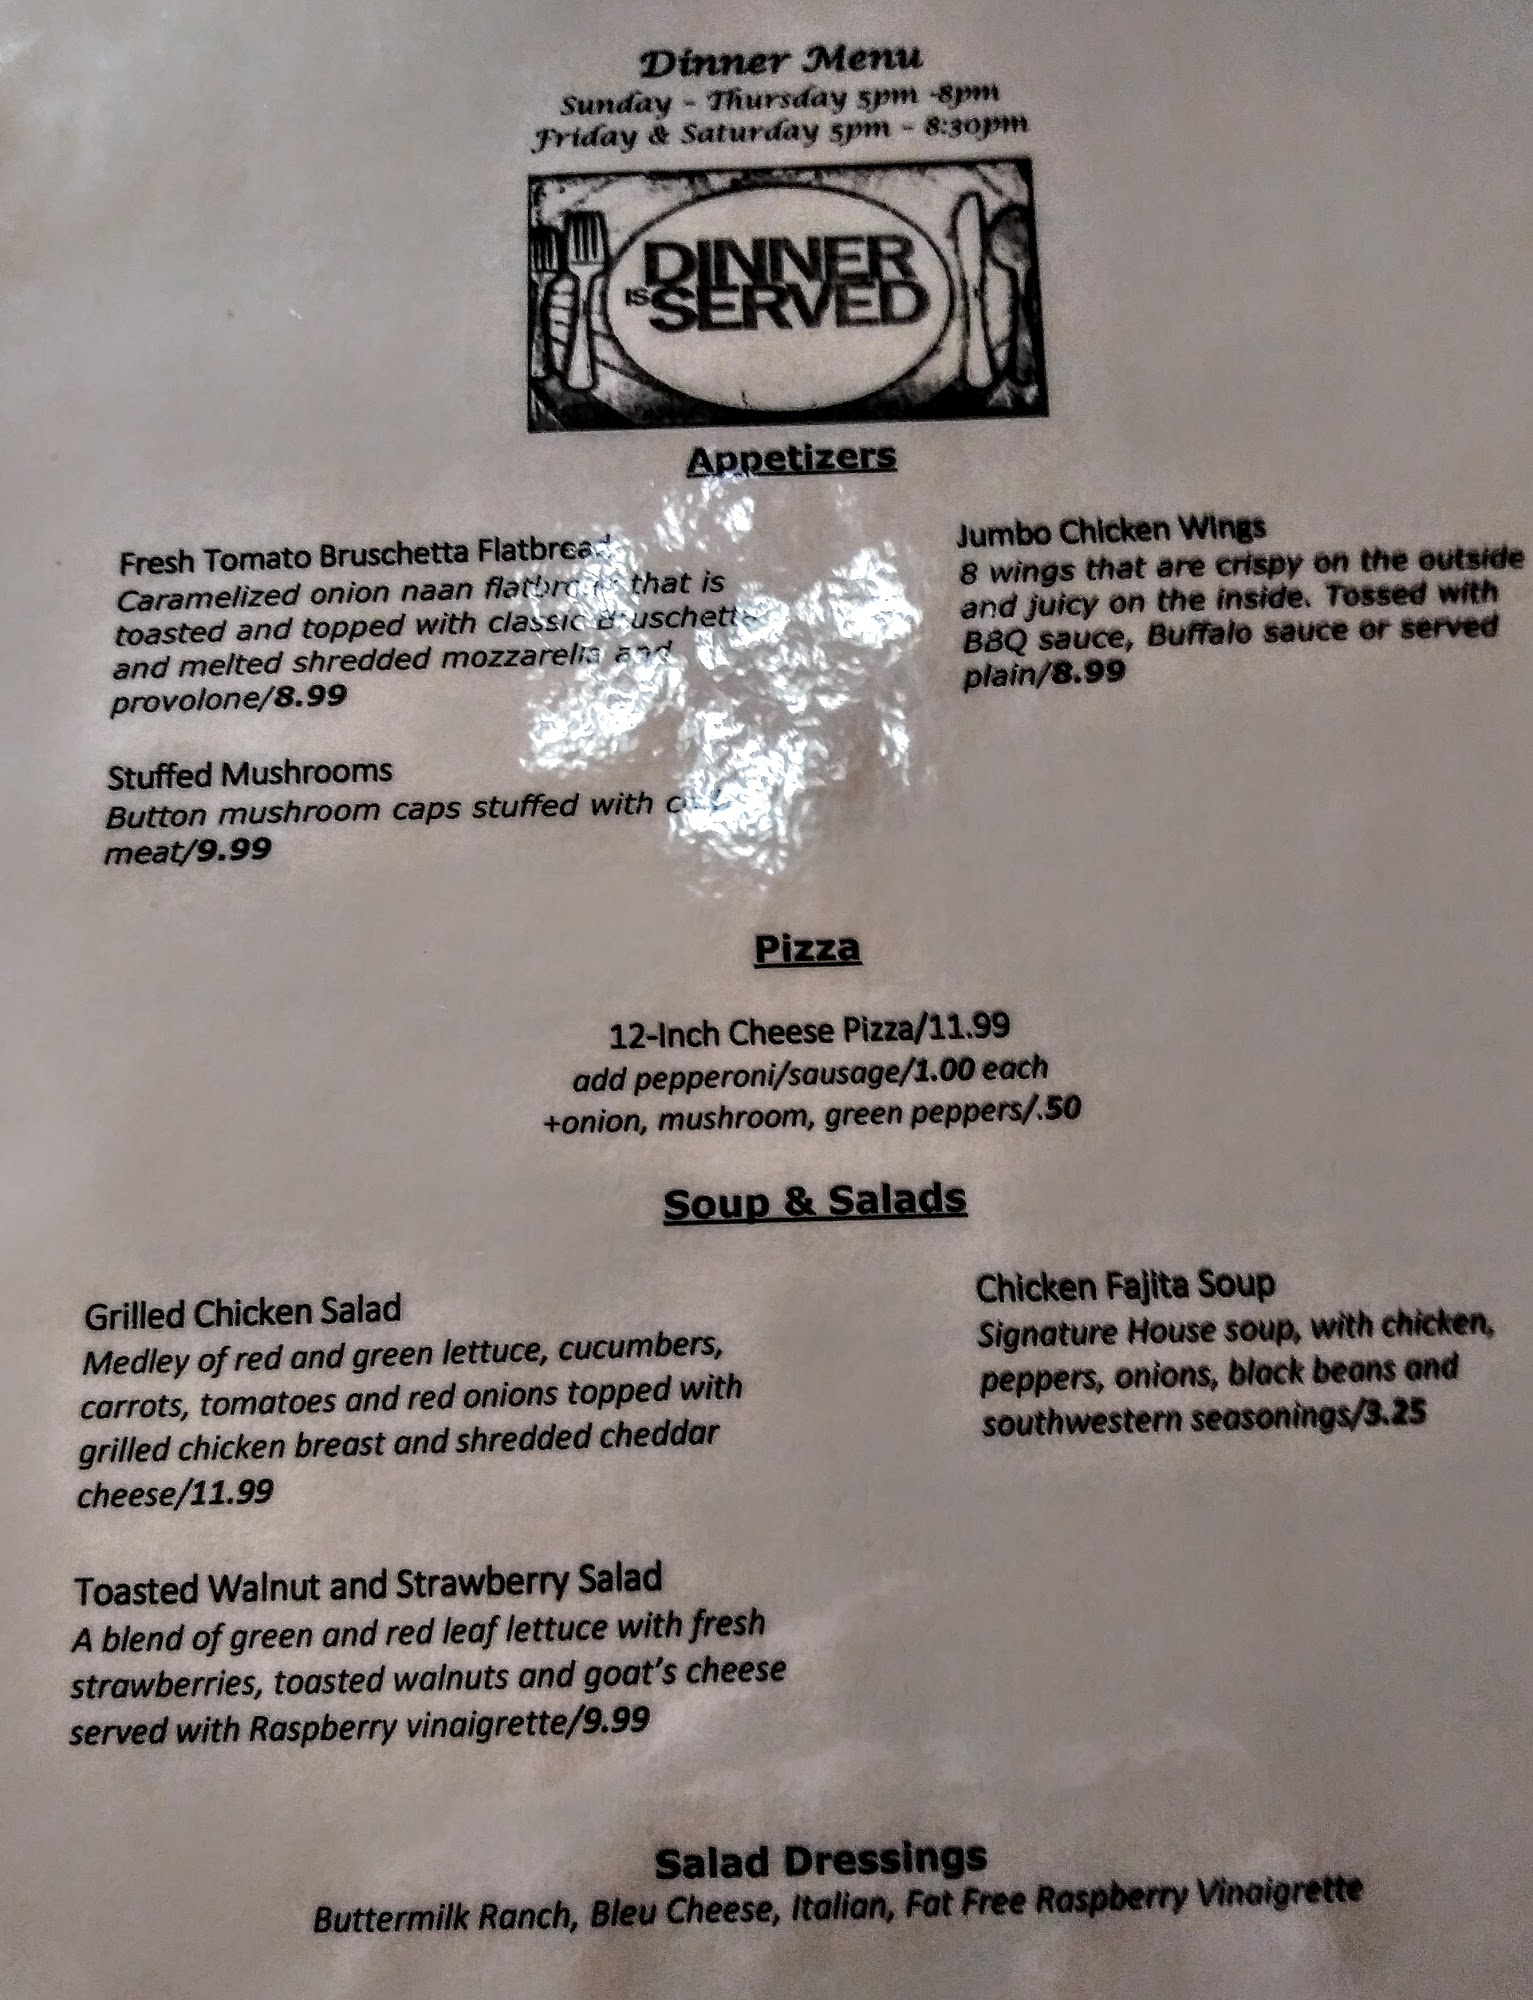 Dinner Menu
Sunday - Thursday 5pm -8pm
Friday & Saturday 5pm - 8:30pm
DINNER
IS SERVED
Appetizers
Fresh Tomato Bruschetta Flatbread
Caramelized onion naan flatbread that is
toasted and topped with classic Bruschetta
and melted shredded mozzarella and
provolone/8.99
Stuffed Mushrooms
Button mushroom caps stuffed with
meat/9.99
Jumbo Chicken Wings
8 wings that are crispy on the outside
and juicy on the inside. Tossed with
BBQ sauce, Buffalo sauce or served
plain/8.99
Pizza
12-Inch Cheese Pizza/11.99
add pepperoni/sausage/1.00 each
+onion, mushroom, green peppers/.50
Soup & Salads
Grilled Chicken Salad
Medley of red and green lettuce, cucumbers,
carrots, tomatoes and red onions topped with
grilled chicken breast and shredded cheddar
cheese/11.99
Toasted Walnut and Strawberry Salad
A blend of green and red leaf lettuce with fresh
strawberries, toasted walnuts and goat's cheese
served with Raspberry vinaigrette/9.99
Chicken Fajita Soup
Signature House soup, with chicken,
peppers, onions, black beans and
southwestern seasonings/3.25
Salad Dressings
Buttermilk Ranch, Bleu Cheese, Italian, Fat Free Raspberry Vinaigrette